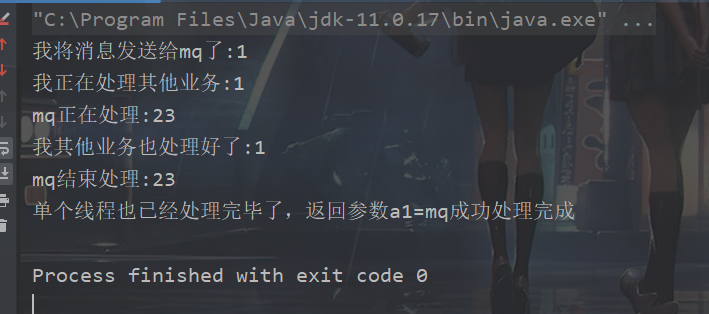 "C:\Program Files\Java\jdk-11.0.17\bin\java.exe" ...
我将消息发送给mq了:1
我正在处理其他业务:1
mq正在处理:23
我其他业务也处理好了:1
mq结束处理:23
单个线程也已经处理完毕了，返回参数a1=mq成功处理完成
Process finished with exit code 0